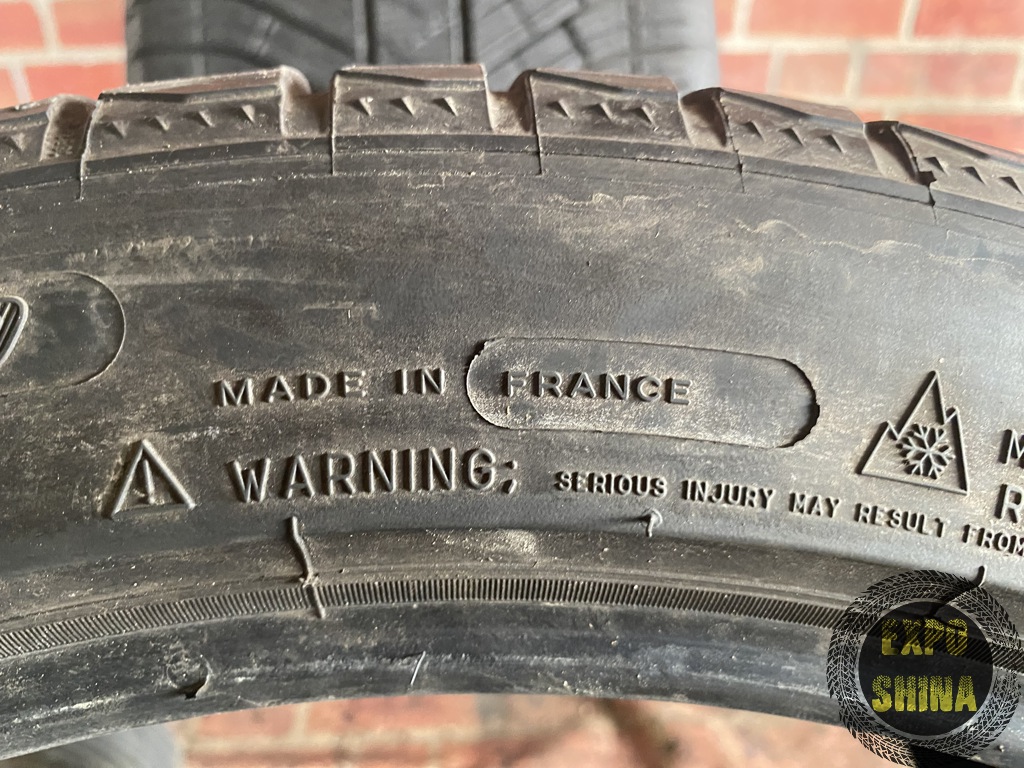 MADE IN FRANCE
WARNING; SERIOUS INJURY MAY RESULT FROM
EXPO
SHINA